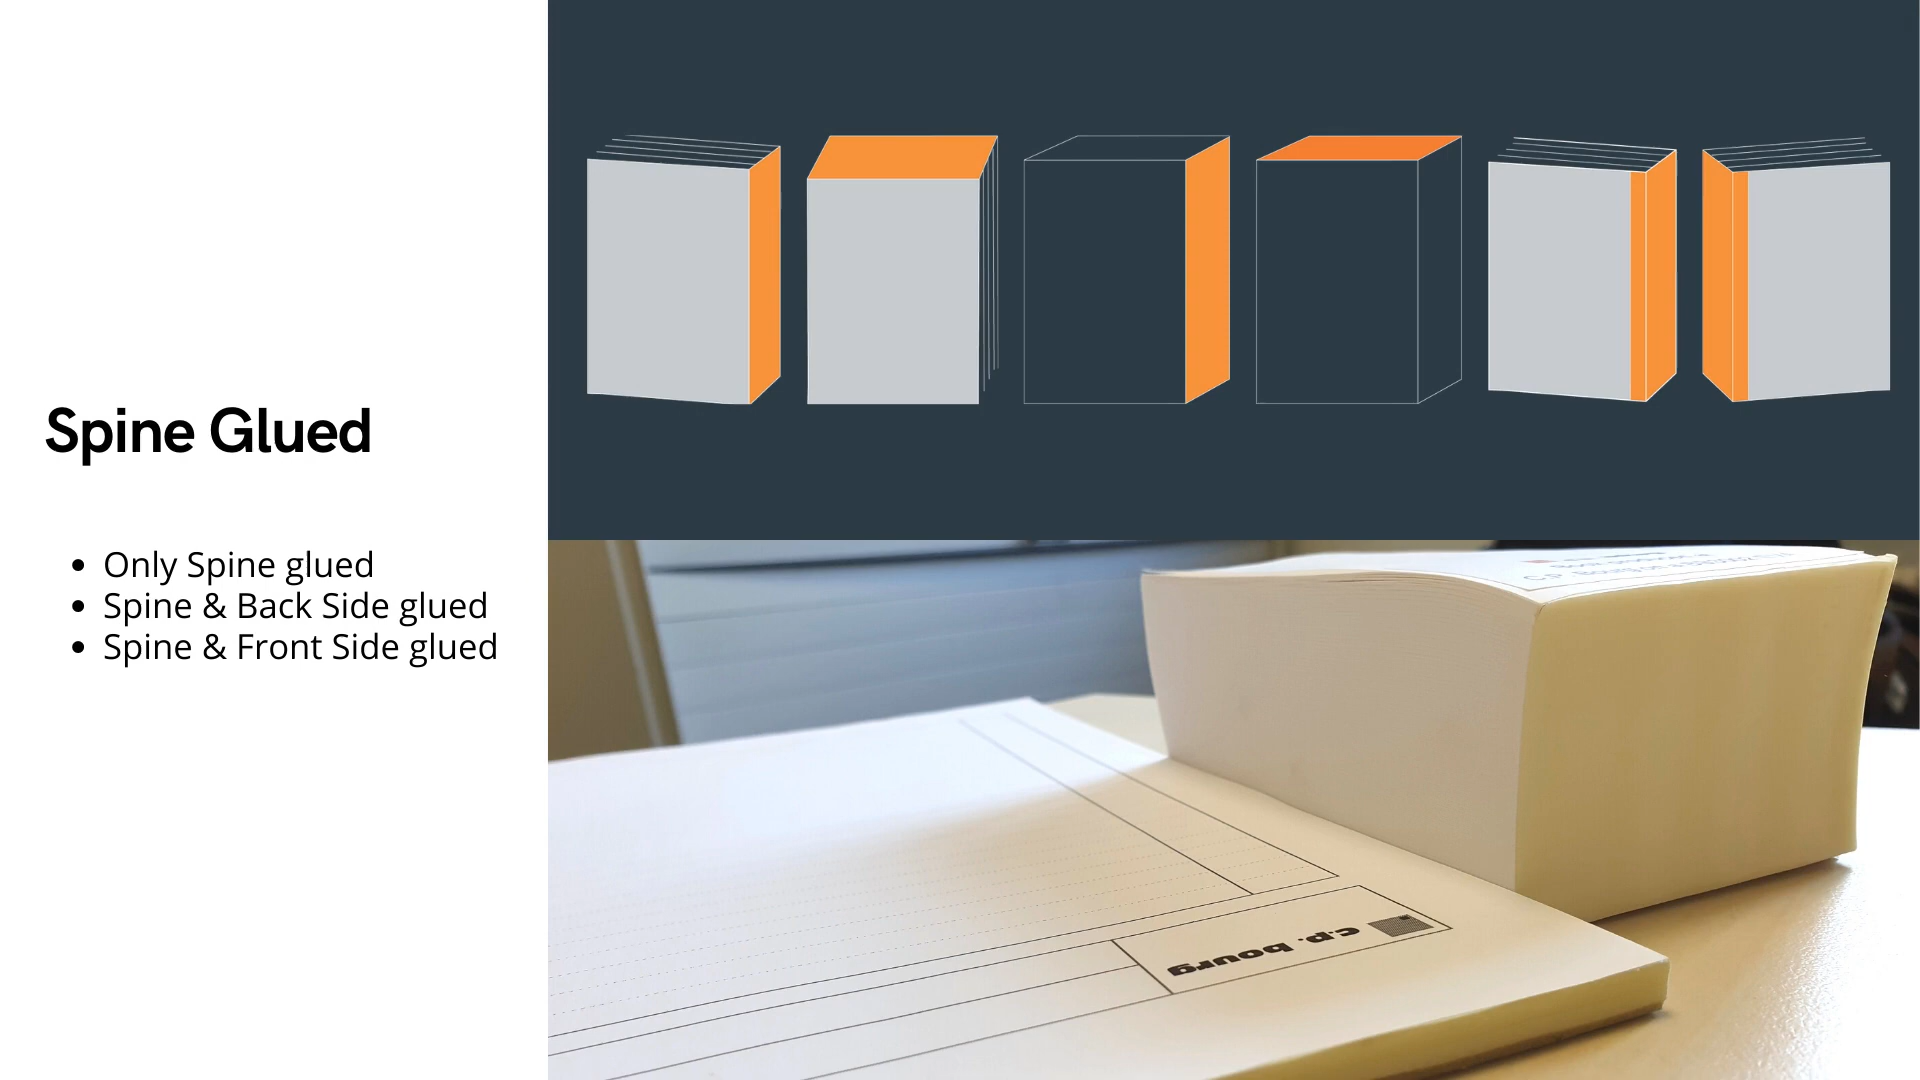 Spine Glued
Only Spine glued
Spine & Back Side glued
Spine & Front Side glued
c.p. bourg